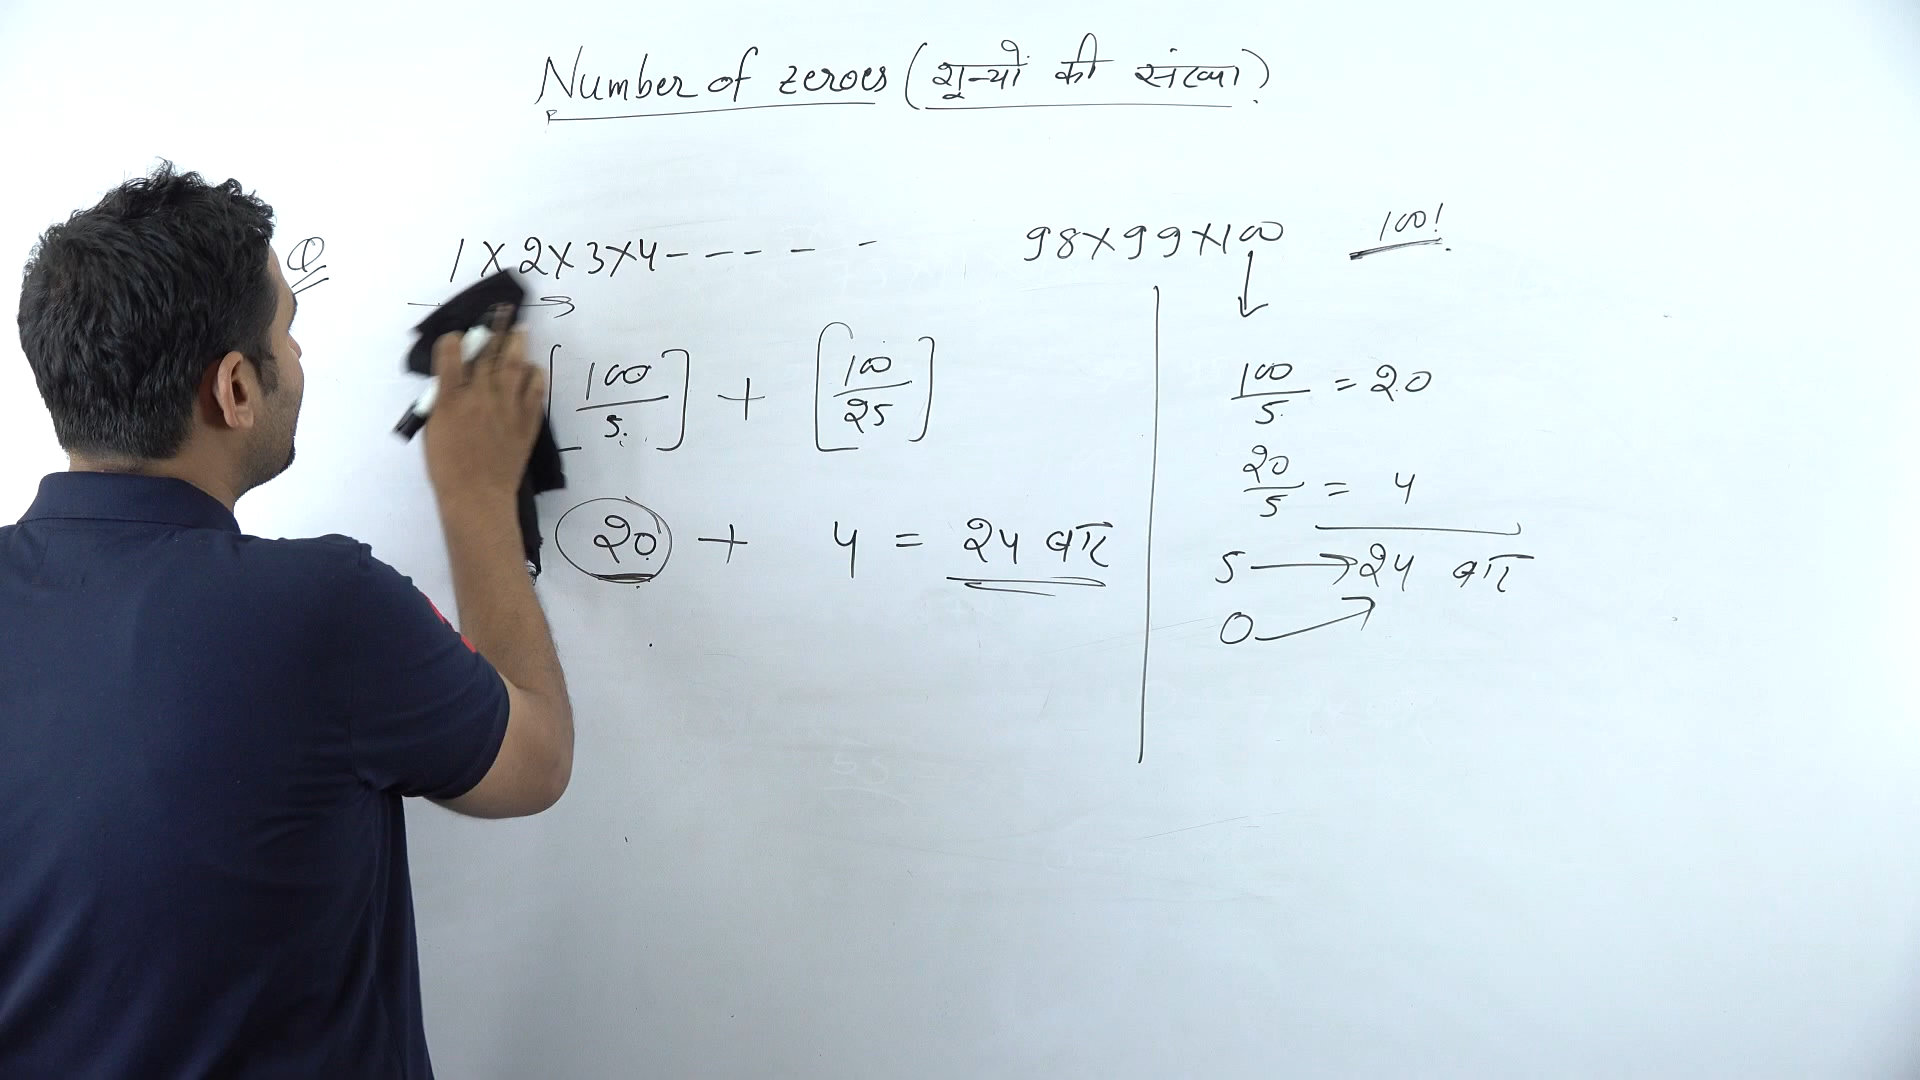 Number of zeroes (शून्यों की संख्या)
Q 1×2×3×4----- - 98×99×100 100!
[100/5] + [100/25]
20 + 4 = 24 बार
100/5 = 20
20/5 = 4
5 → 24 बार
0